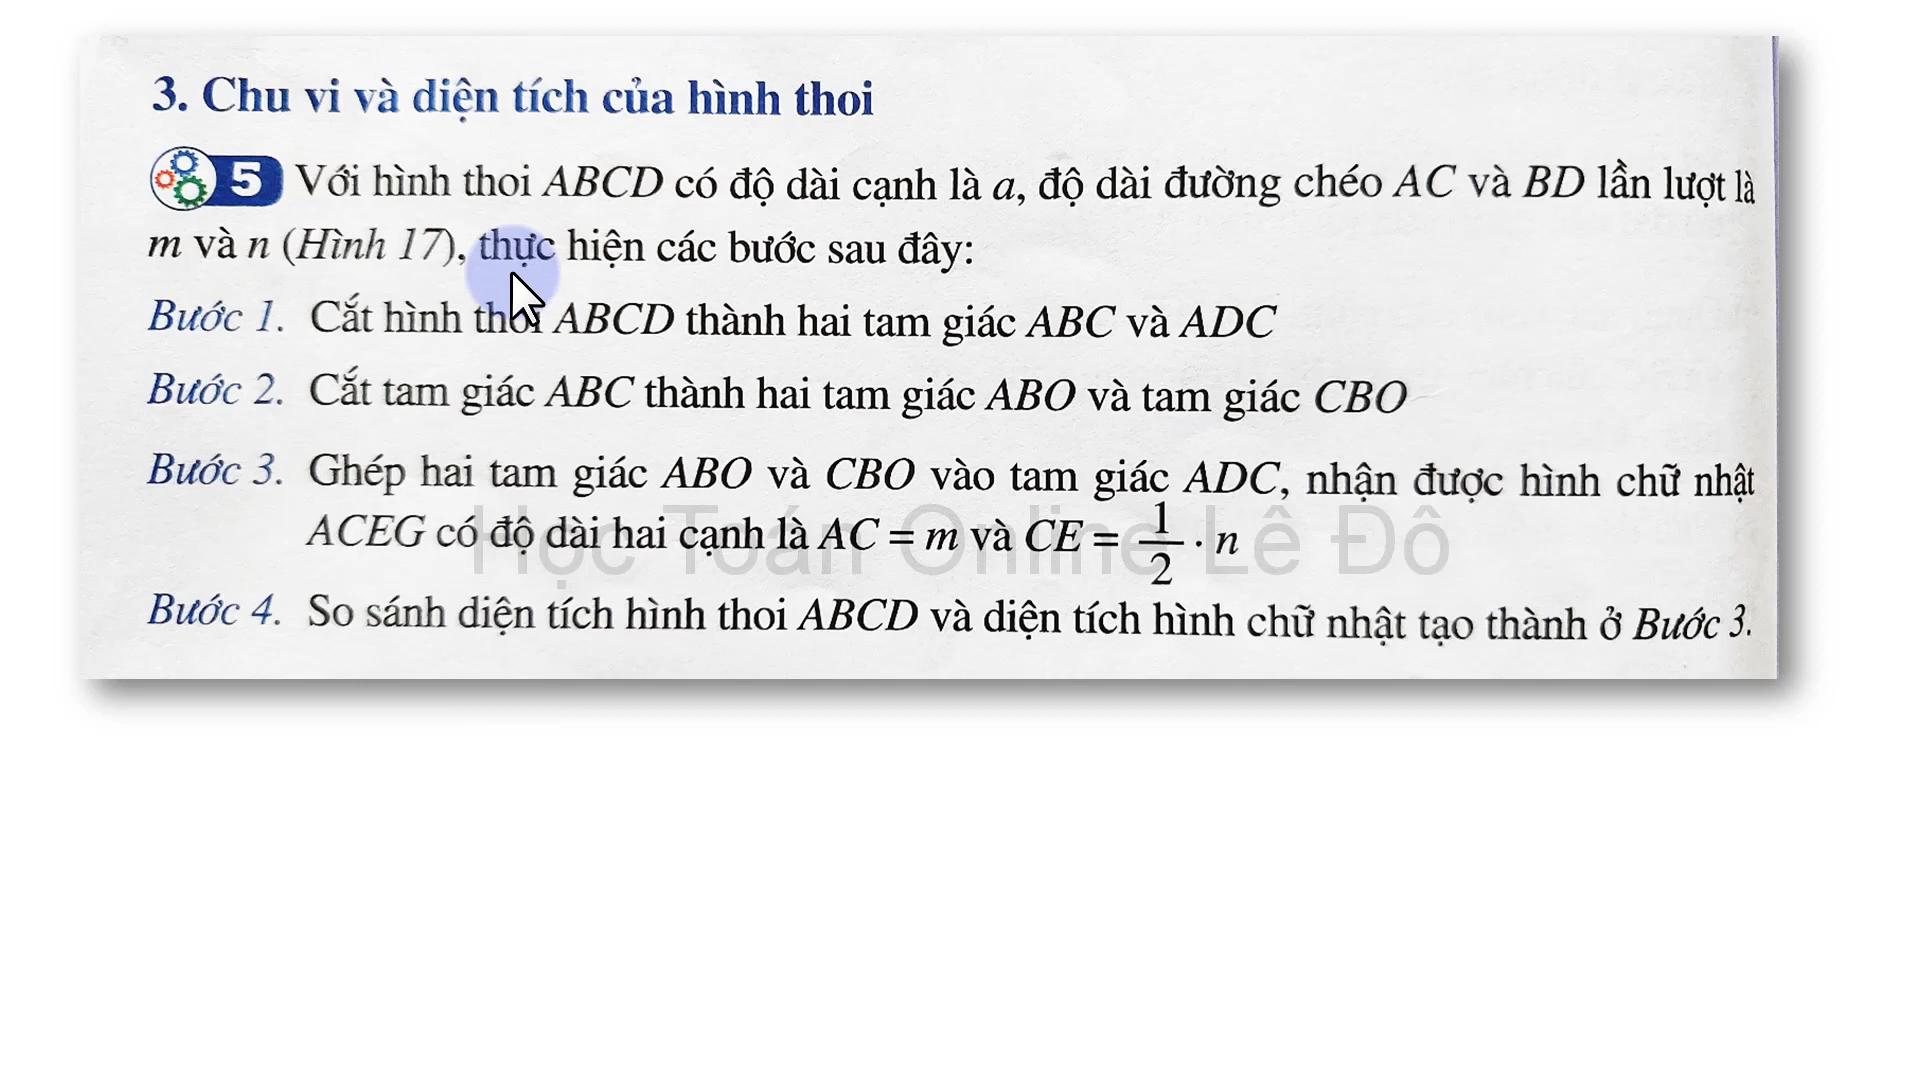 3. Chu vi và diện tích của hình thoi
5 Với hình thoi ABCD có độ dài cạnh là a, độ dài đường chéo AC và BD lần lượt là
m và n (Hình 17), thực hiện các bước sau đây:
Bước 1. Cắt hình thoi ABCD thành hai tam giác ABC và ADC
Bước 2. Cắt tam giác ABC thành hai tam giác ABO và tam giác CBO
Bước 3. Ghép hai tam giác ABO và CBO vào tam giác ADC, nhận được hình chữ nhật
ACEG có độ dài hai cạnh là AC = m và CE = 1/2 · n
Học Toán Online Lê Đô
Bước 4. So sánh diện tích hình thoi ABCD và diện tích hình chữ nhật tạo thành ở Bước 3.